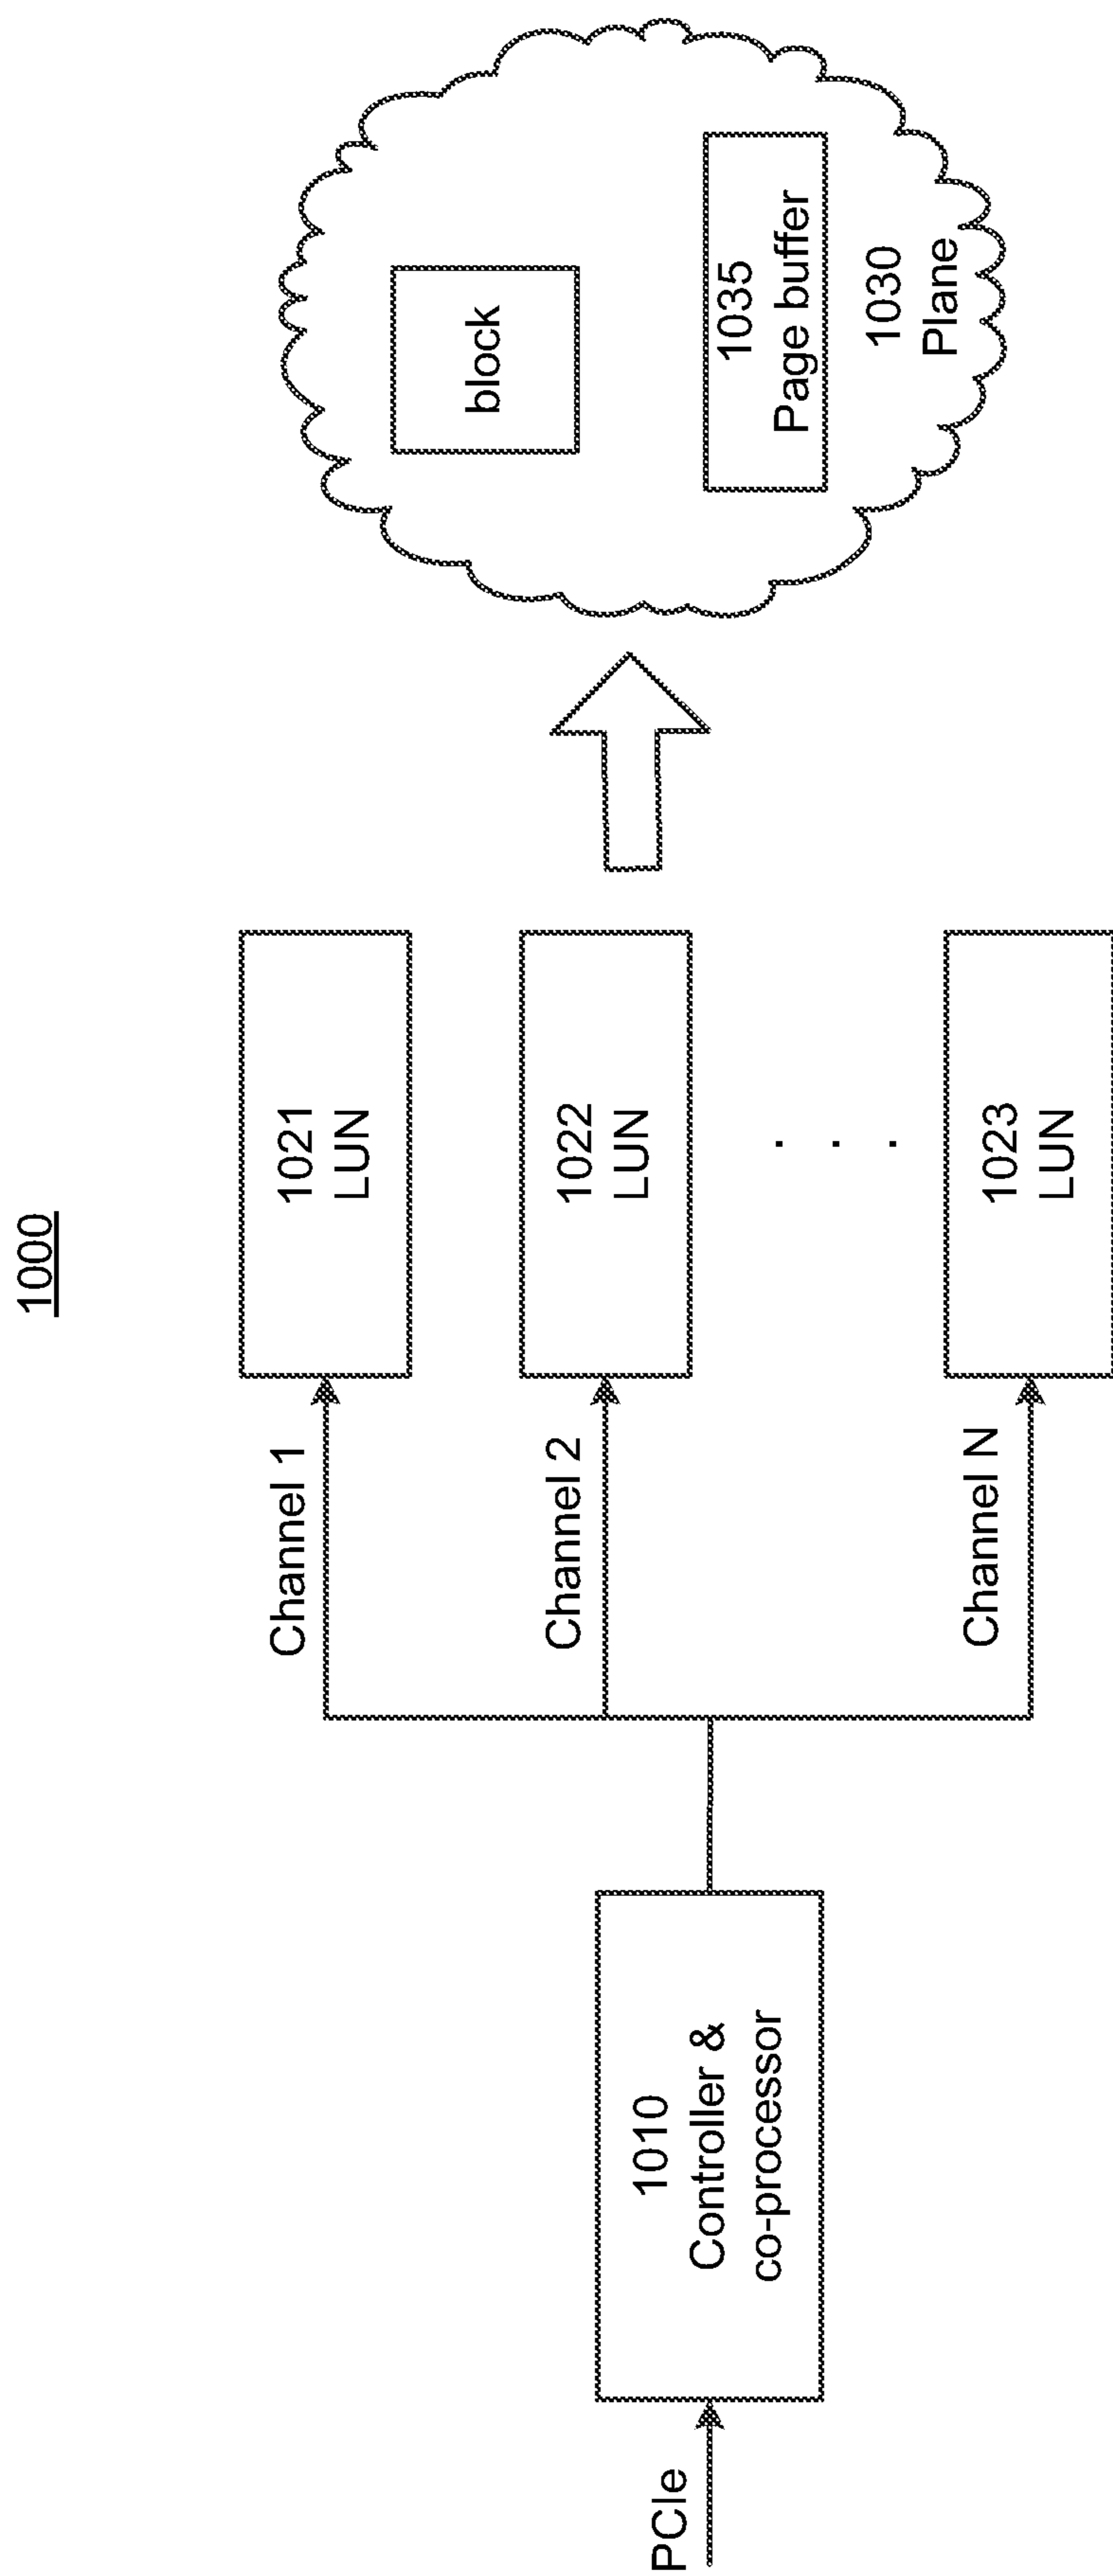 1000
PCIe
1010
Controller &
co-processor
Channel 1
Channel 2
Channel N
1021
LUN
1022
LUN
. . .
1023
LUN
block
1035
Page buffer
1030
Plane